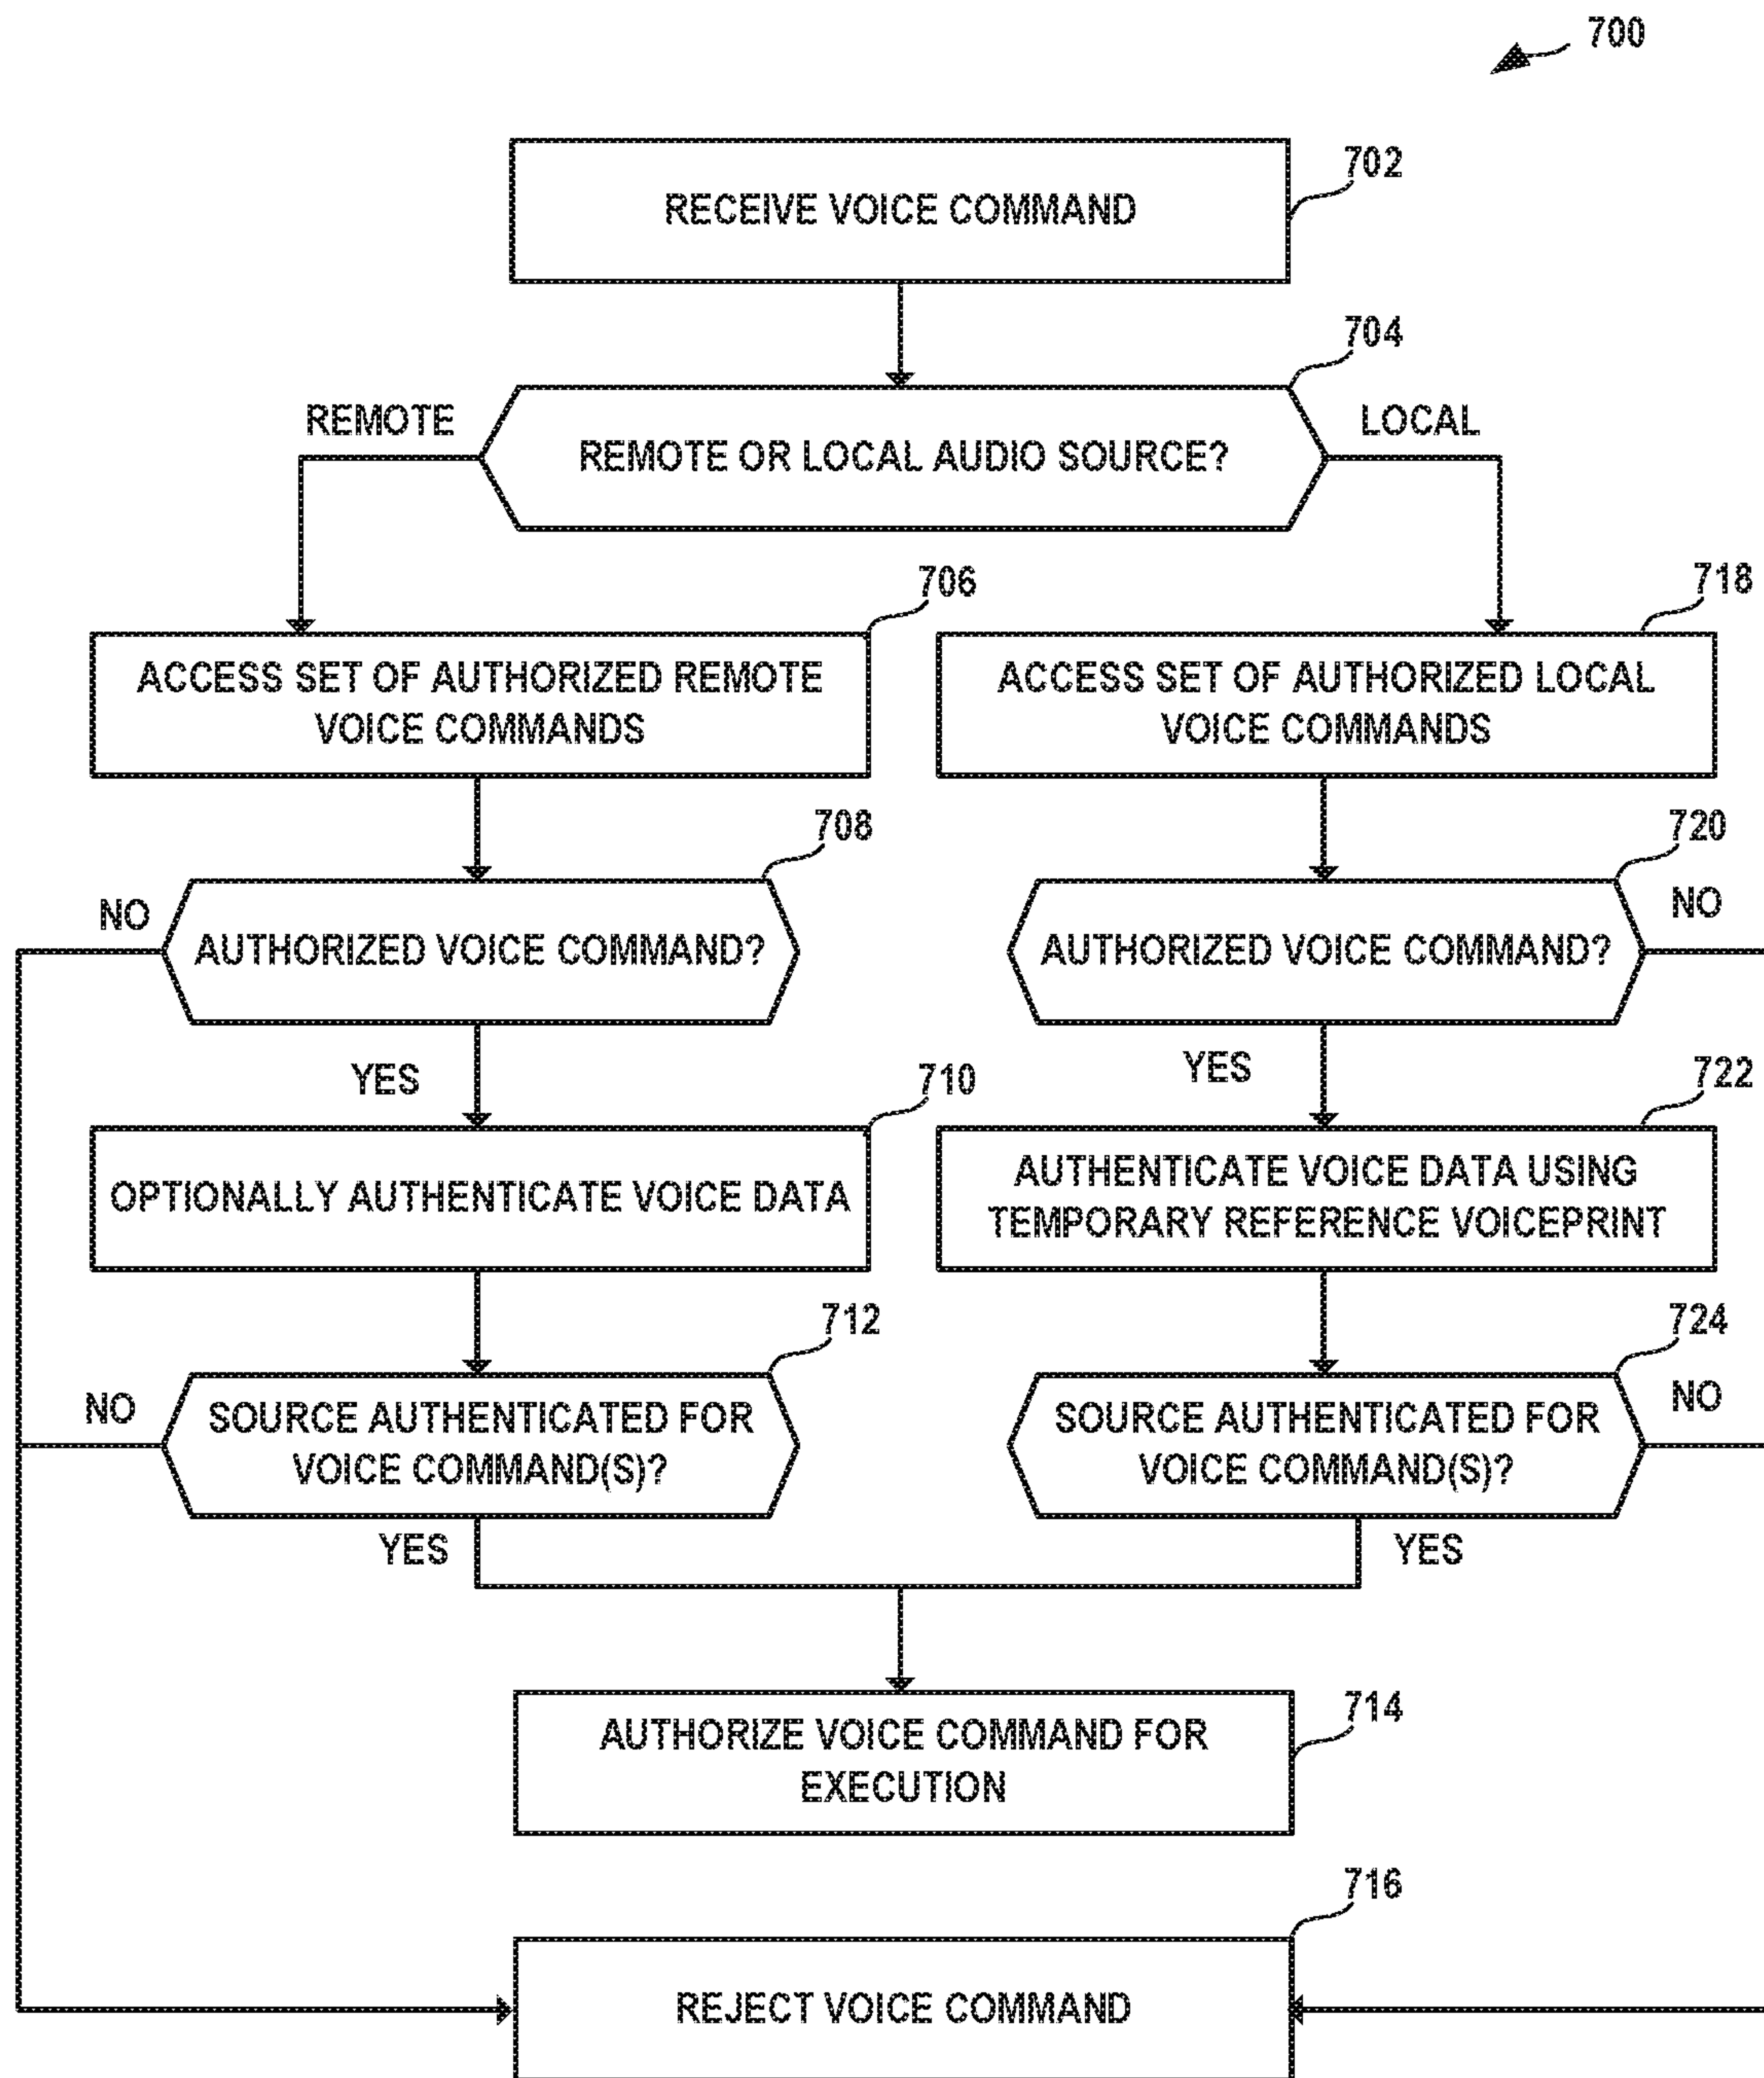 700
RECEIVE VOICE COMMAND
702
704
REMOTE
LOCAL
REMOTE OR LOCAL AUDIO SOURCE?
706
718
ACCESS SET OF AUTHORIZED REMOTE
VOICE COMMANDS
ACCESS SET OF AUTHORIZED LOCAL
VOICE COMMANDS
708
720
NO
AUTHORIZED VOICE COMMAND?
AUTHORIZED VOICE COMMAND?
NO
YES
710
YES
722
OPTIONALLY AUTHENTICATE VOICE DATA
AUTHENTICATE VOICE DATA USING
TEMPORARY REFERENCE VOICEPRINT
712
724
NO
SOURCE AUTHENTICATED FOR
VOICE COMMAND(S)?
SOURCE AUTHENTICATED FOR
VOICE COMMAND(S)?
NO
YES
YES
714
AUTHORIZE VOICE COMMAND FOR
EXECUTION
716
REJECT VOICE COMMAND